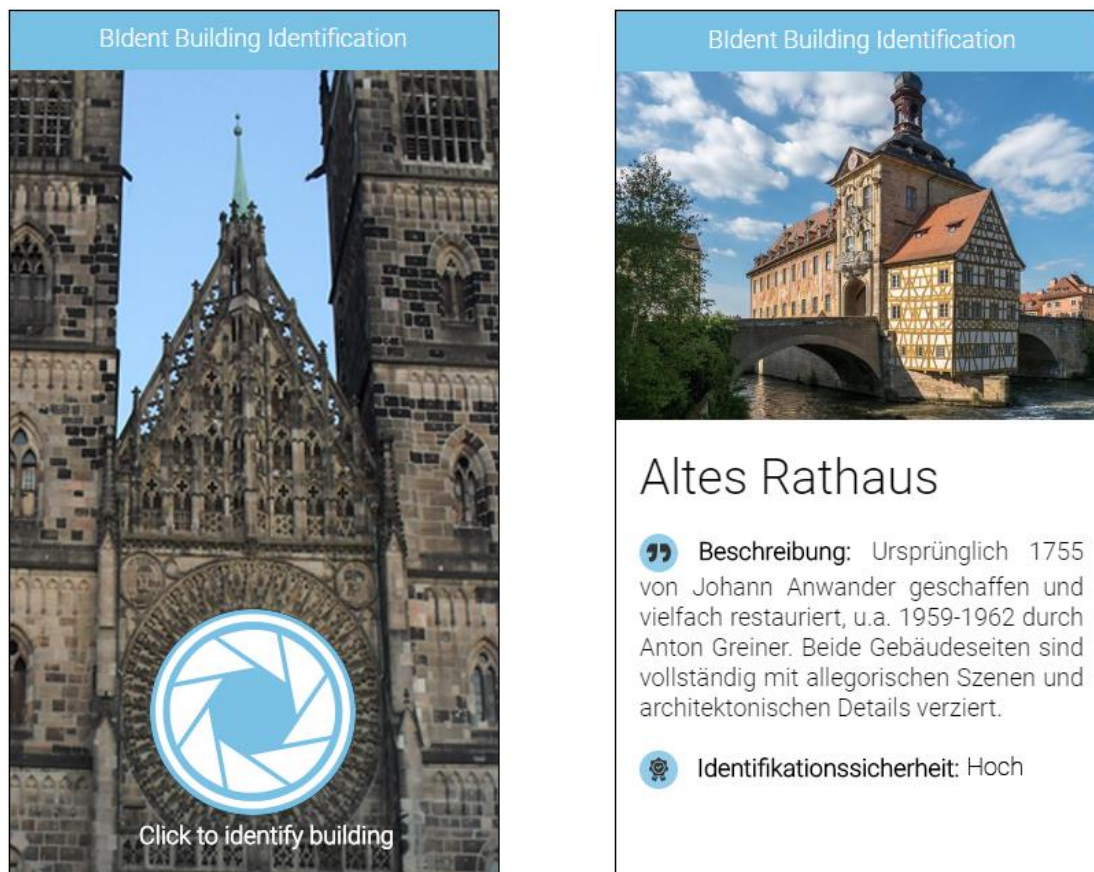 BIdent Building Identification
Click to identify building
BIdent Building Identification
Altes Rathaus
Beschreibung: Ursprünglich 1755
von Johann Anwander geschaffen und
vielfach restauriert, u.a. 1959-1962 durch
Anton Greiner. Beide Gebäudeseiten sind
vollständig mit allegorischen Szenen und
architektonischen Details verziert.
Identifikationssicherheit: Hoch